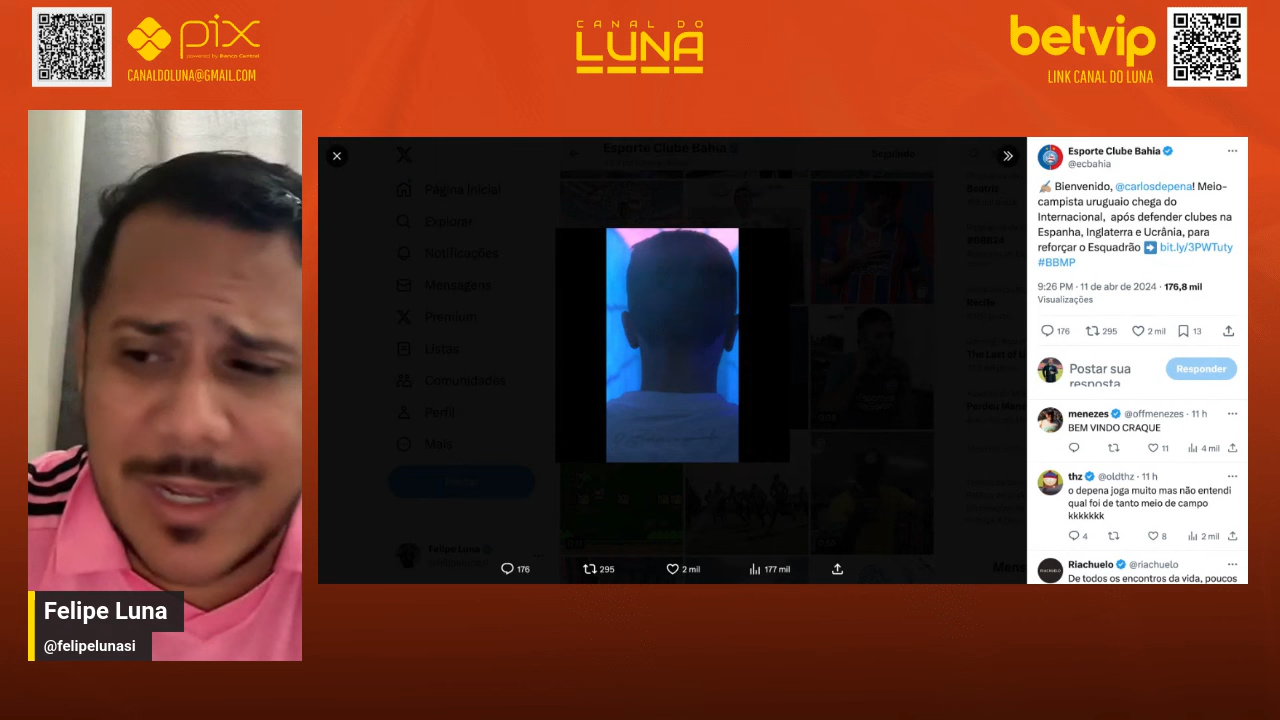 pix
powered by Banco Central
CANALDOLUNA@GMAIL.COM
CANAL DO
LUNA
betvip
LINK CANAL DO LUNA
Felipe Luna
@felipelunasi
Esporte Clube Bahia
Página Inicial
Explorar
Notificações
Mensagens
Premium
Listas
Comunidades
Perfil
Mais
Felipe Luna
176
295
2 mil
177 mil
Esporte Clube Bahia
@ecbahia
✍🏽 Bienvenido, @carlosdepena! Meio-
campista uruguaio chega do
Internacional, após defender clubes na
Espanha, Inglaterra e Ucrânia, para
reforçar o Esquadrão ➡️ bit.ly/3PWTuty
#BBMP
9:26 PM · 11 de abr de 2024 · 176,8 mil
Visualizações
176 295 2 mil 13
Postar sua
resposta
Responder
menezes @offmenezes · 11 h
BEM VINDO CRAQUE
11 4 mil
thz @oldthz · 11 h
o depena joga muito mas não entendi
qual foi de tanto meio de campo
kkkkkkk
4 8 2 mil
RIACHUELO
Riachuelo @riachuelo
De todos os encontros da vida, poucos